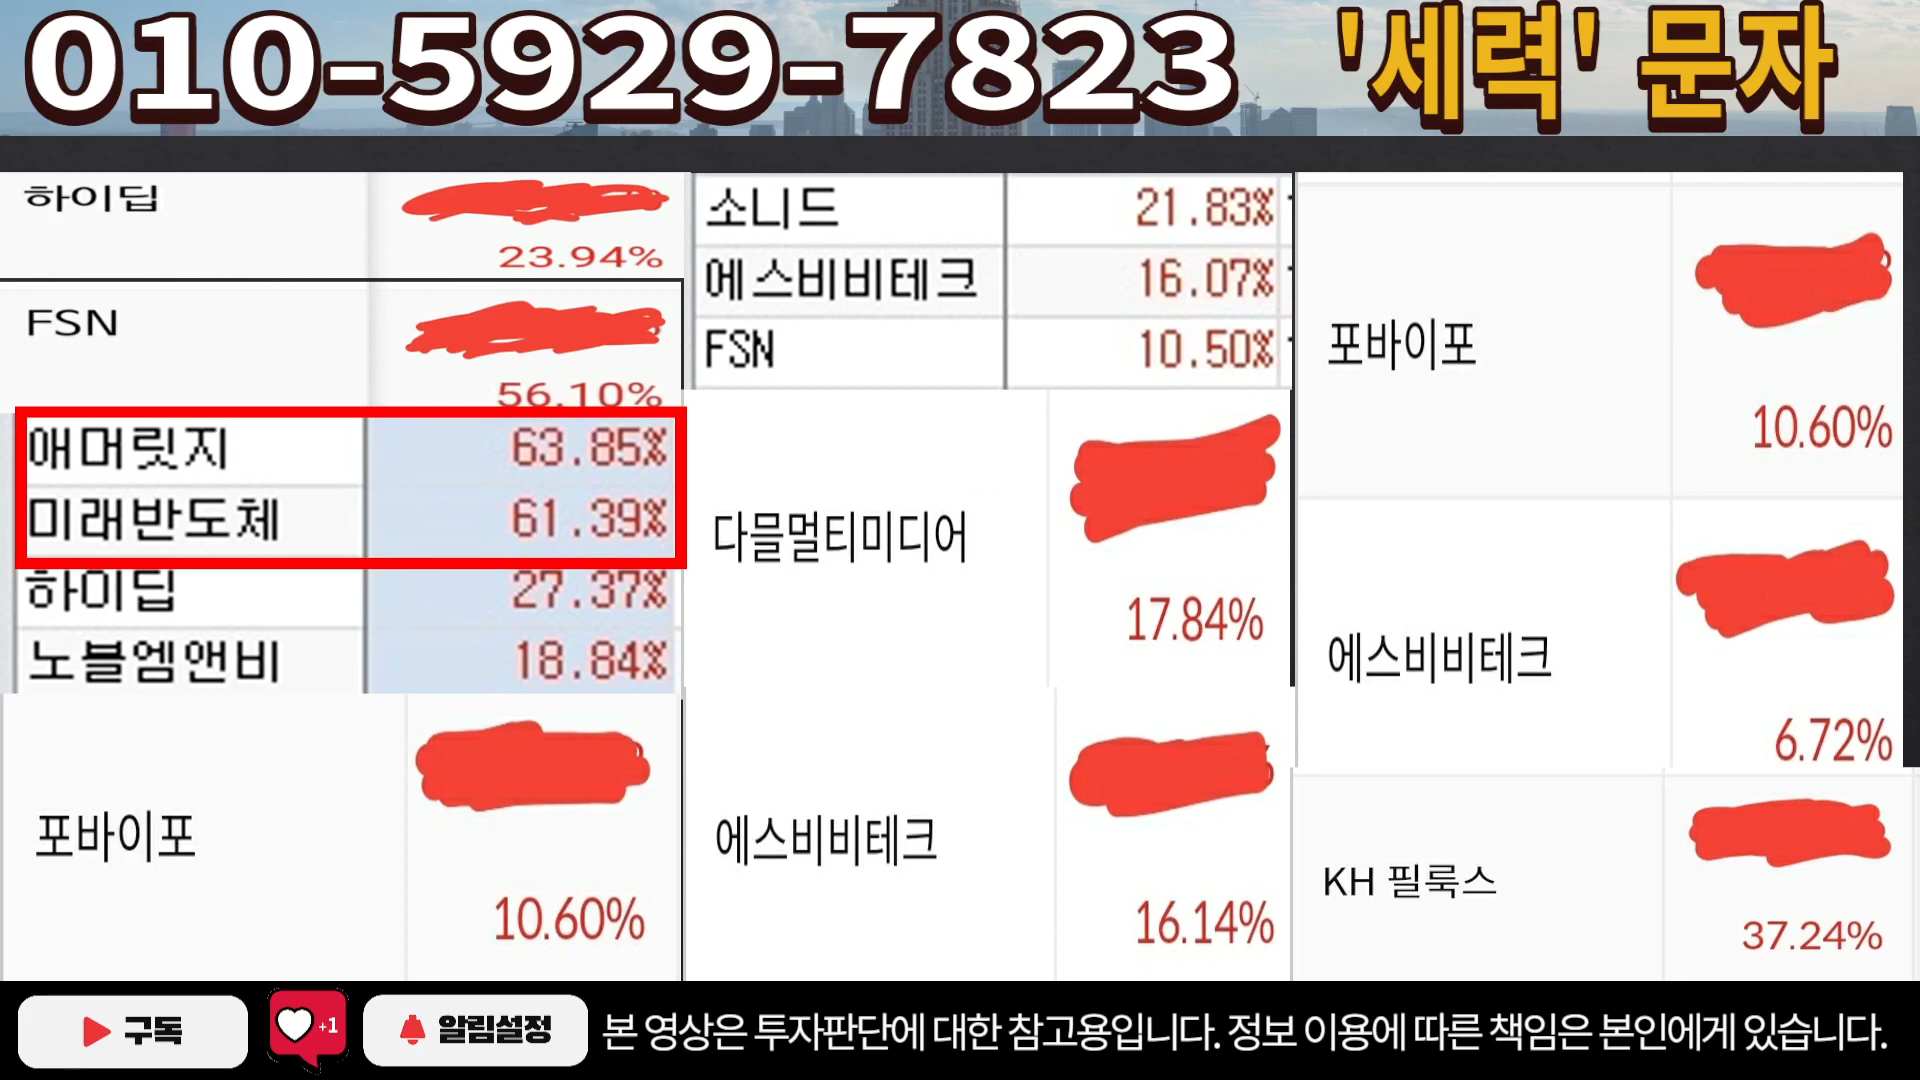 010-5929-7823 '세력' 문자
하이딥
23.94%
FSN
56.10%
애머릿지 63.85%
미래반도체 61.39%
하이딥 27.37%
노블엠앤비 18.84%
포바이포
10.60%
소니드 21.83%
에스비비테크 16.07%
FSN 10.50%
다믈멀티미디어
17.84%
에스비비테크
16.14%
포바이포
10.60%
에스비비테크
6.72%
KH 필룩스
37.24%
구독 +1 알림설정 본 영상은 투자판단에 대한 참고용입니다. 정보 이용에 따른 책임은 본인에게 있습니다.